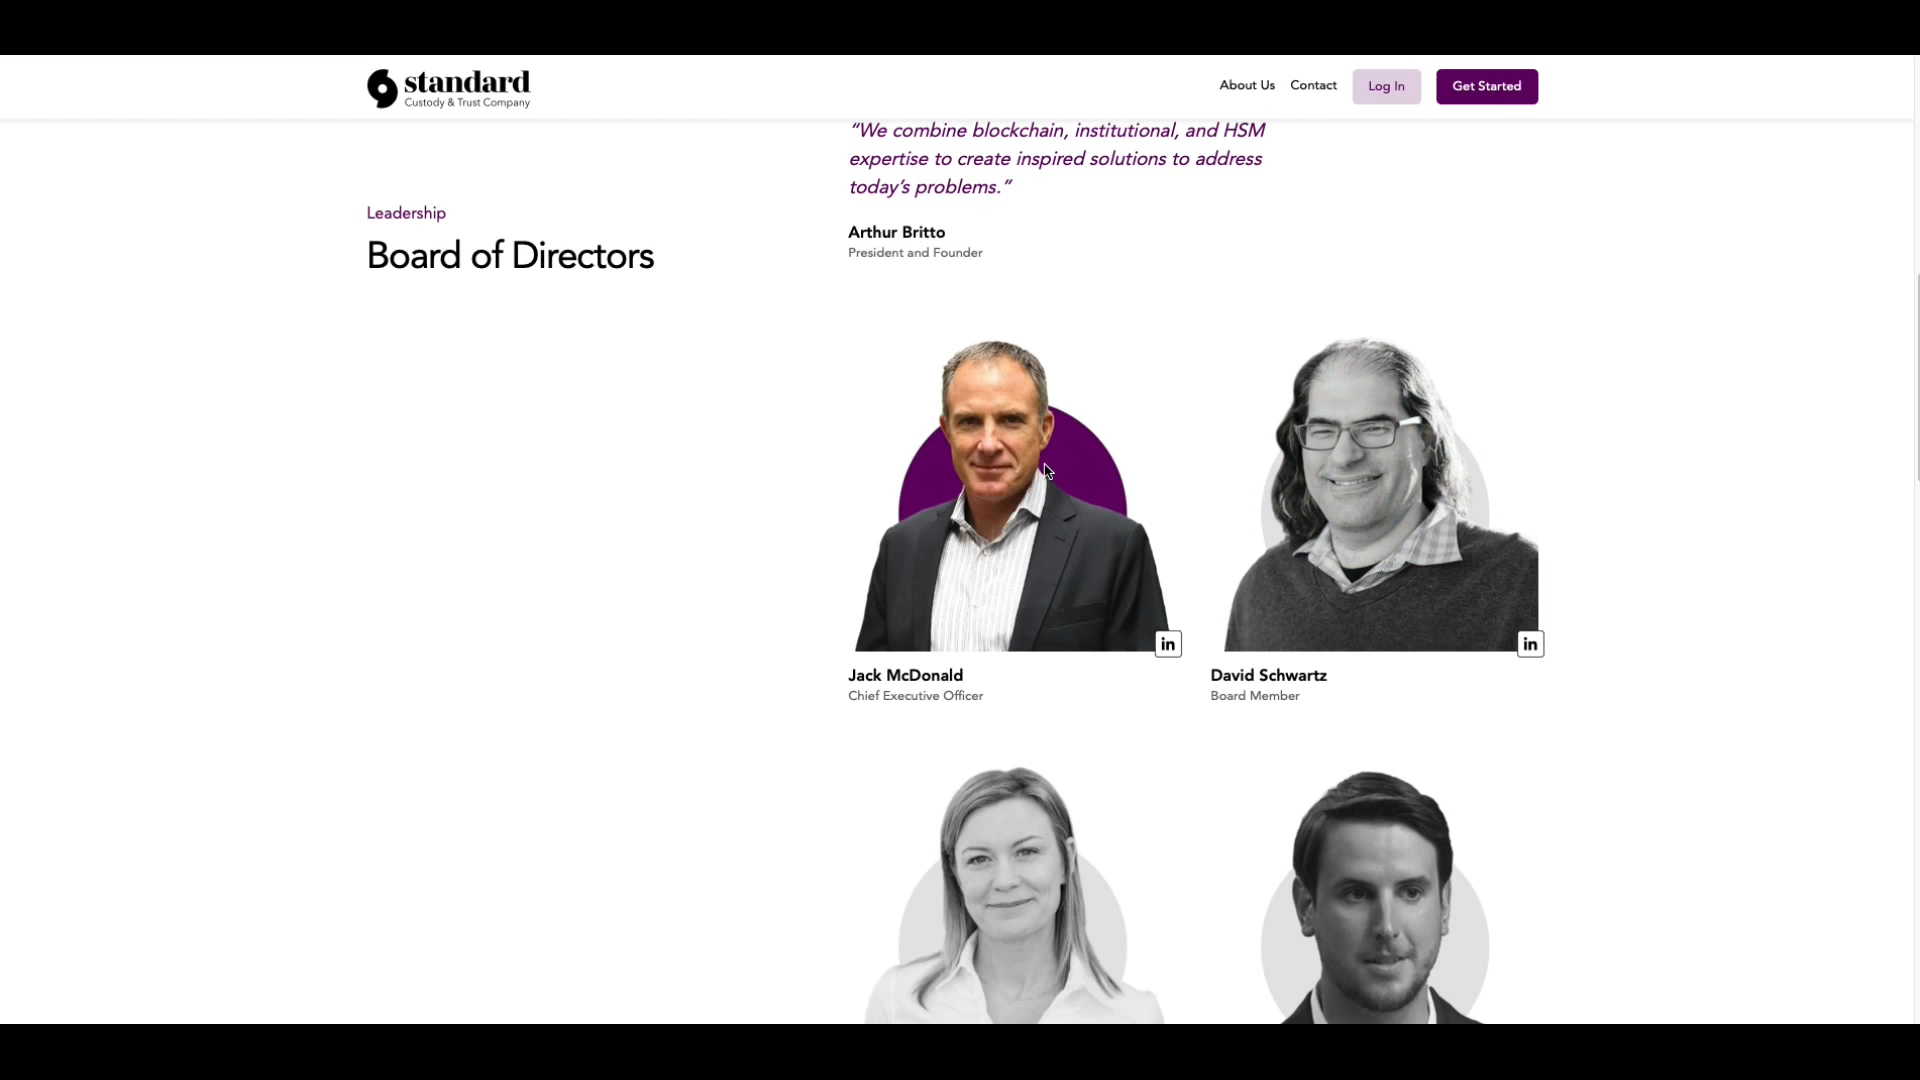 standard
Custody & Trust Company
About Us
Contact
Log In
Get Started
“We combine blockchain, institutional, and HSM
expertise to create inspired solutions to address
today’s problems.”
Arthur Britto
President and Founder
Leadership
Board of Directors
in
in
Jack McDonald
Chief Executive Officer
David Schwartz
Board Member